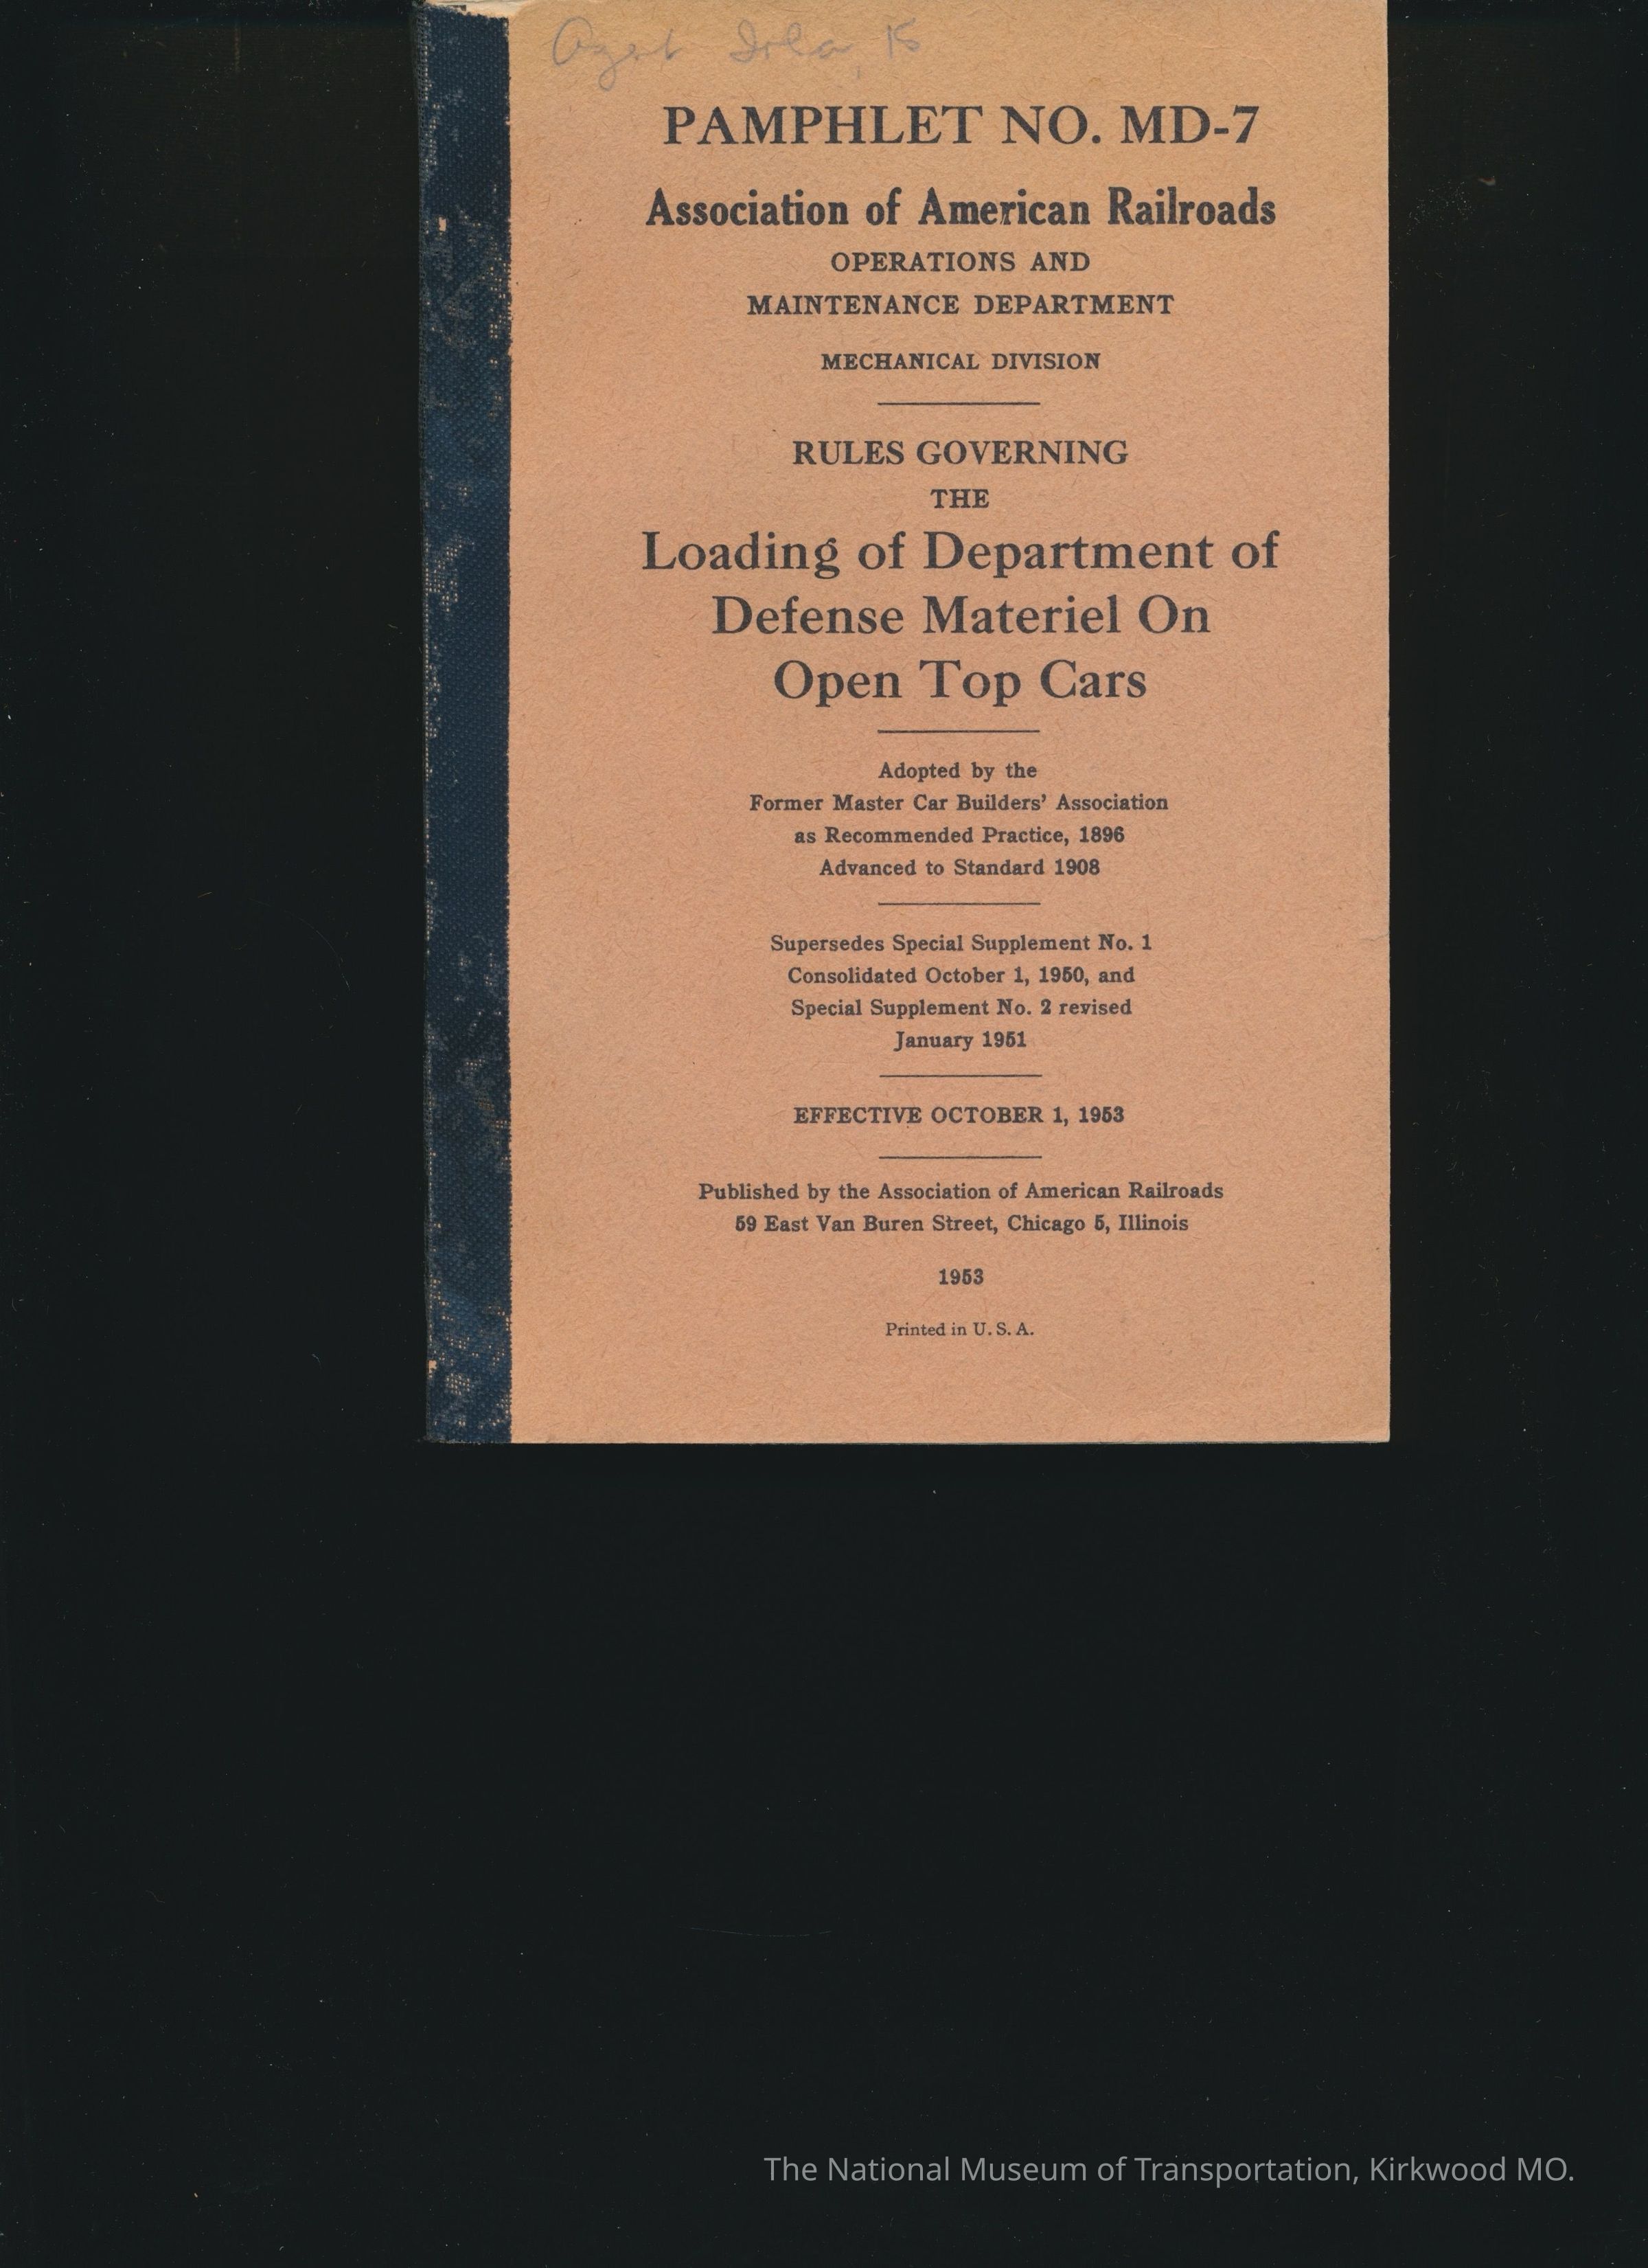 Agent Iola, K
PAMPHLET NO. MD-7
Association of American Railroads
OPERATIONS AND
MAINTENANCE DEPARTMENT
MECHANICAL DIVISION
RULES GOVERNING
THE
Loading of Department of
Defense Materiel On
Open Top Cars
Adopted by the
Former Master Car Builders' Association
as Recommended Practice, 1896
Advanced to Standard 1908
Supersedes Special Supplement No. 1
Consolidated October 1, 1950, and
Special Supplement No. 2 revised
January 1951
EFFECTIVE OCTOBER 1, 1953
Published by the Association of American Railroads
59 East Van Buren Street, Chicago 5, Illinois
1953
Printed in U. S. A.
The National Museum of Transportation, Kirkwood MO.